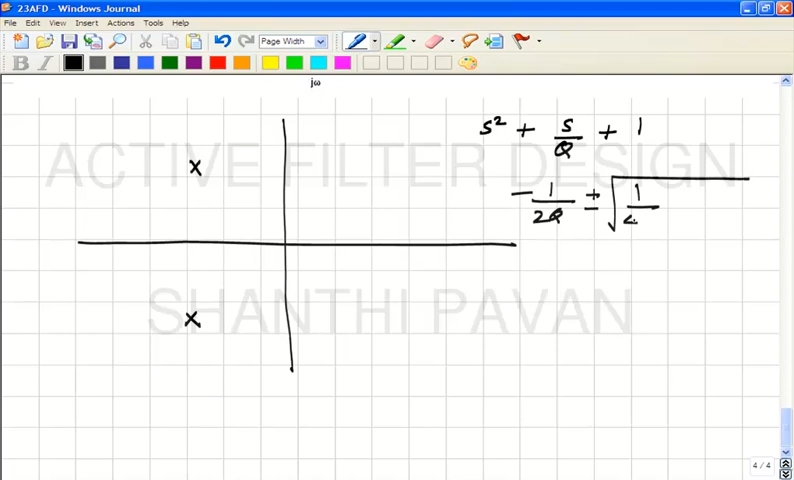 23AFD - Windows Journal
File Edit View Insert Actions Tools Help
Page Width
B I
jω
s² + s/Q + 1
ACTIVE FILTER DESIGN
x
- 1/2Q ± √1/4
SHANTHI PAVAN
x
4 / 4